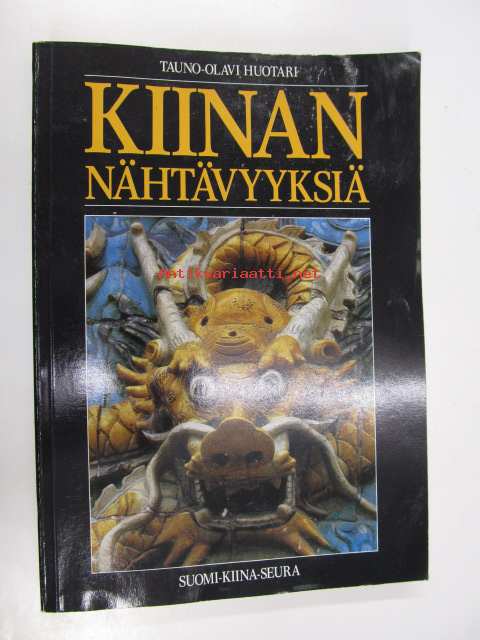 TAUNO-OLAVI HUOTARI
KIINAN
NÄHTÄVYYKSIÄ
antikvariaatti.net
SUOMI-KIINA-SEURA